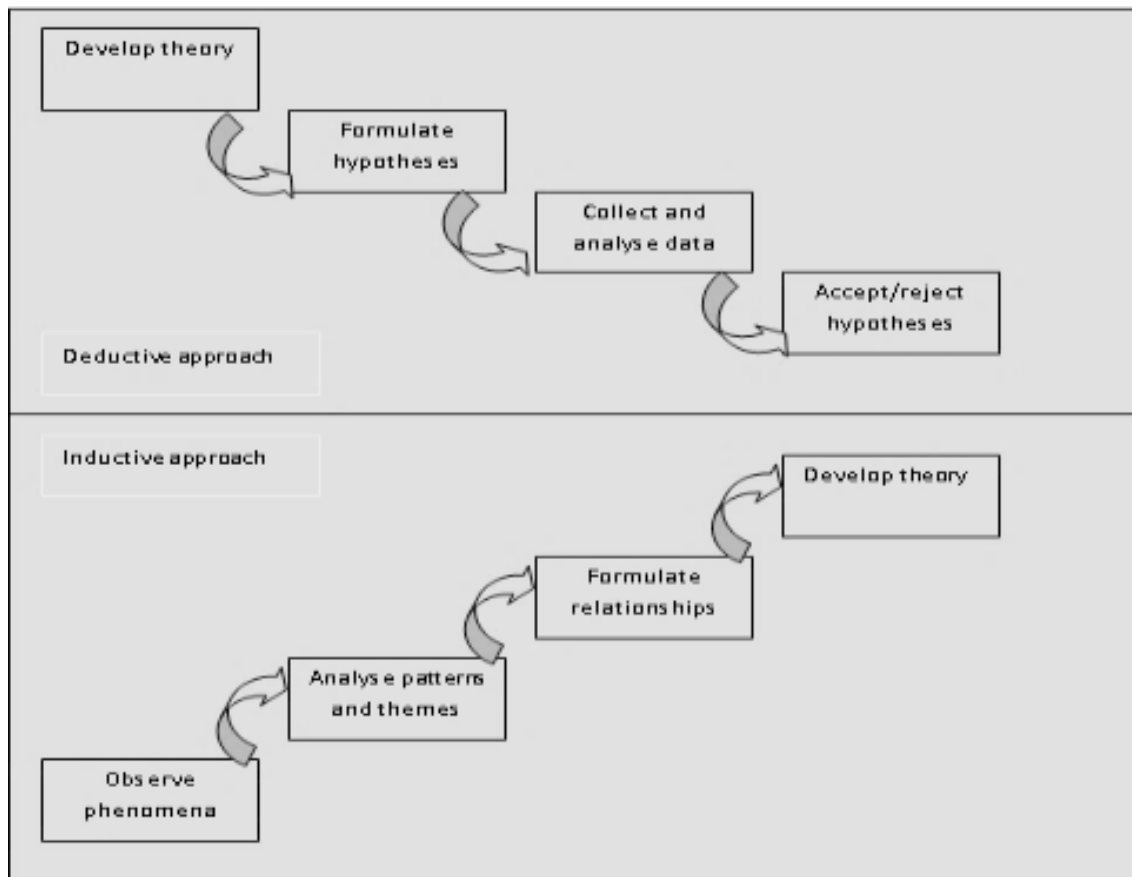 Develop theory
Formulate
hypotheses
Collect and
analyse data
Accept/reject
hypotheses
Deductive approach
Inductive approach
Develop theory
Formulate
relationships
Analyse patterns
and themes
Observe
phenomena